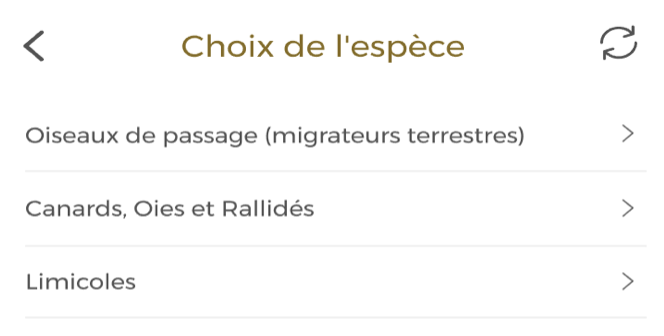 Choix de l'espèce
Oiseaux de passage (migrateurs terrestres)
Canards, Oies et Rallidés
Limicoles